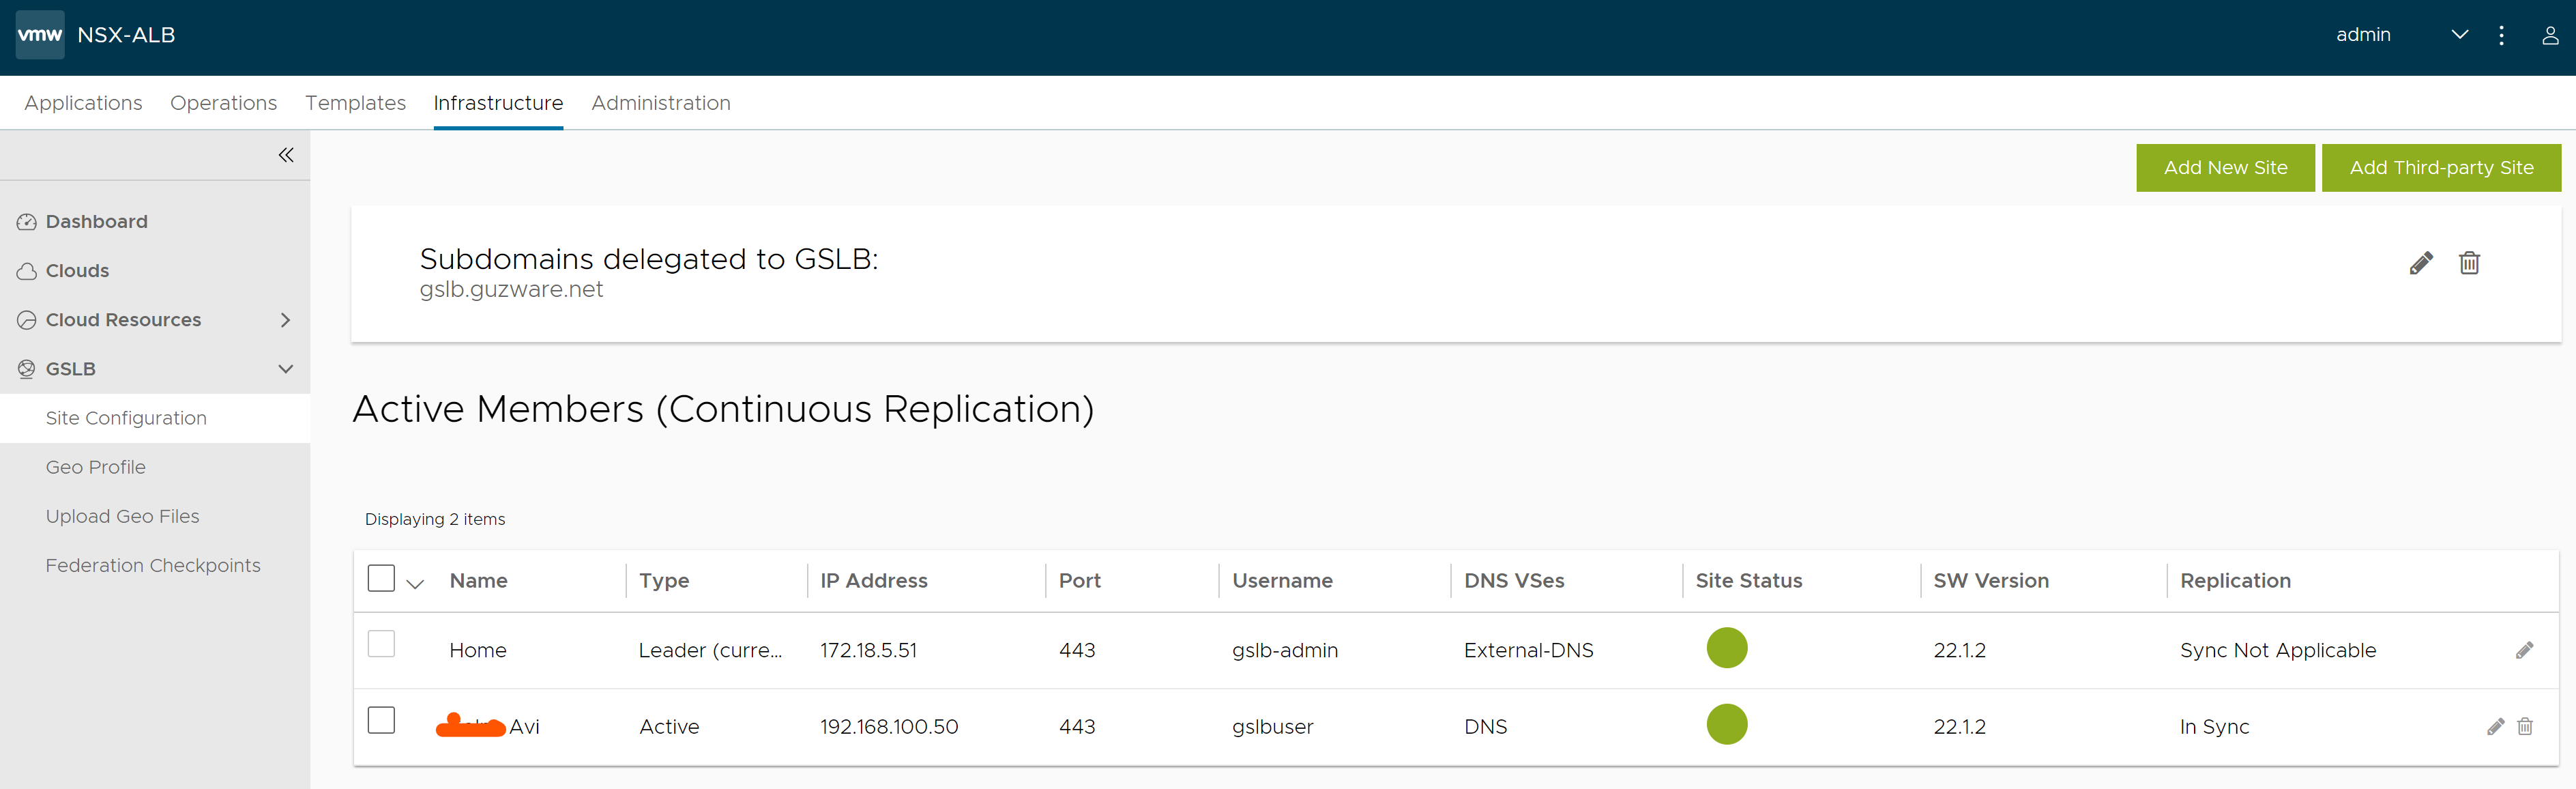 vmw NSX-ALB admin
Applications Operations Templates Infrastructure Administration
Add New Site Add Third-party Site
Dashboard
Clouds
Cloud Resources
GSLB
Site Configuration
Geo Profile
Upload Geo Files
Federation Checkpoints
Subdomains delegated to GSLB:
gslb.guzware.net
Active Members (Continuous Replication)
Displaying 2 items
Name Type IP Address Port Username DNS VSes Site Status SW Version Replication
Home Leader (curre... 172.18.5.51 443 gslb-admin External-DNS 22.1.2 Sync Not Applicable
Avi Active 192.168.100.50 443 gslbuser DNS 22.1.2 In Sync